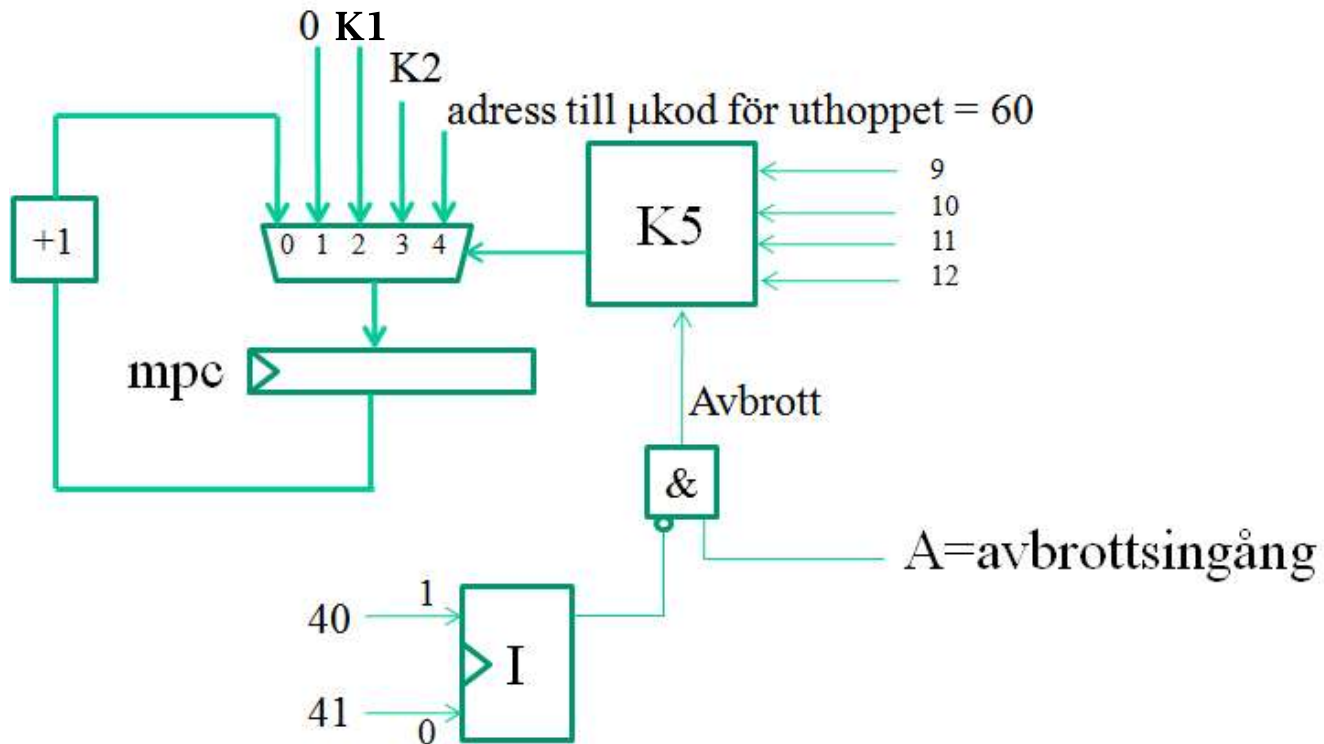 0 K1
K2
adress till µkod för uthoppet = 60
+1
0 1 2 3 4
K5
9
10
11
12
mpc
Avbrott
&
A=avbrottsingång
40
1
I
41
0